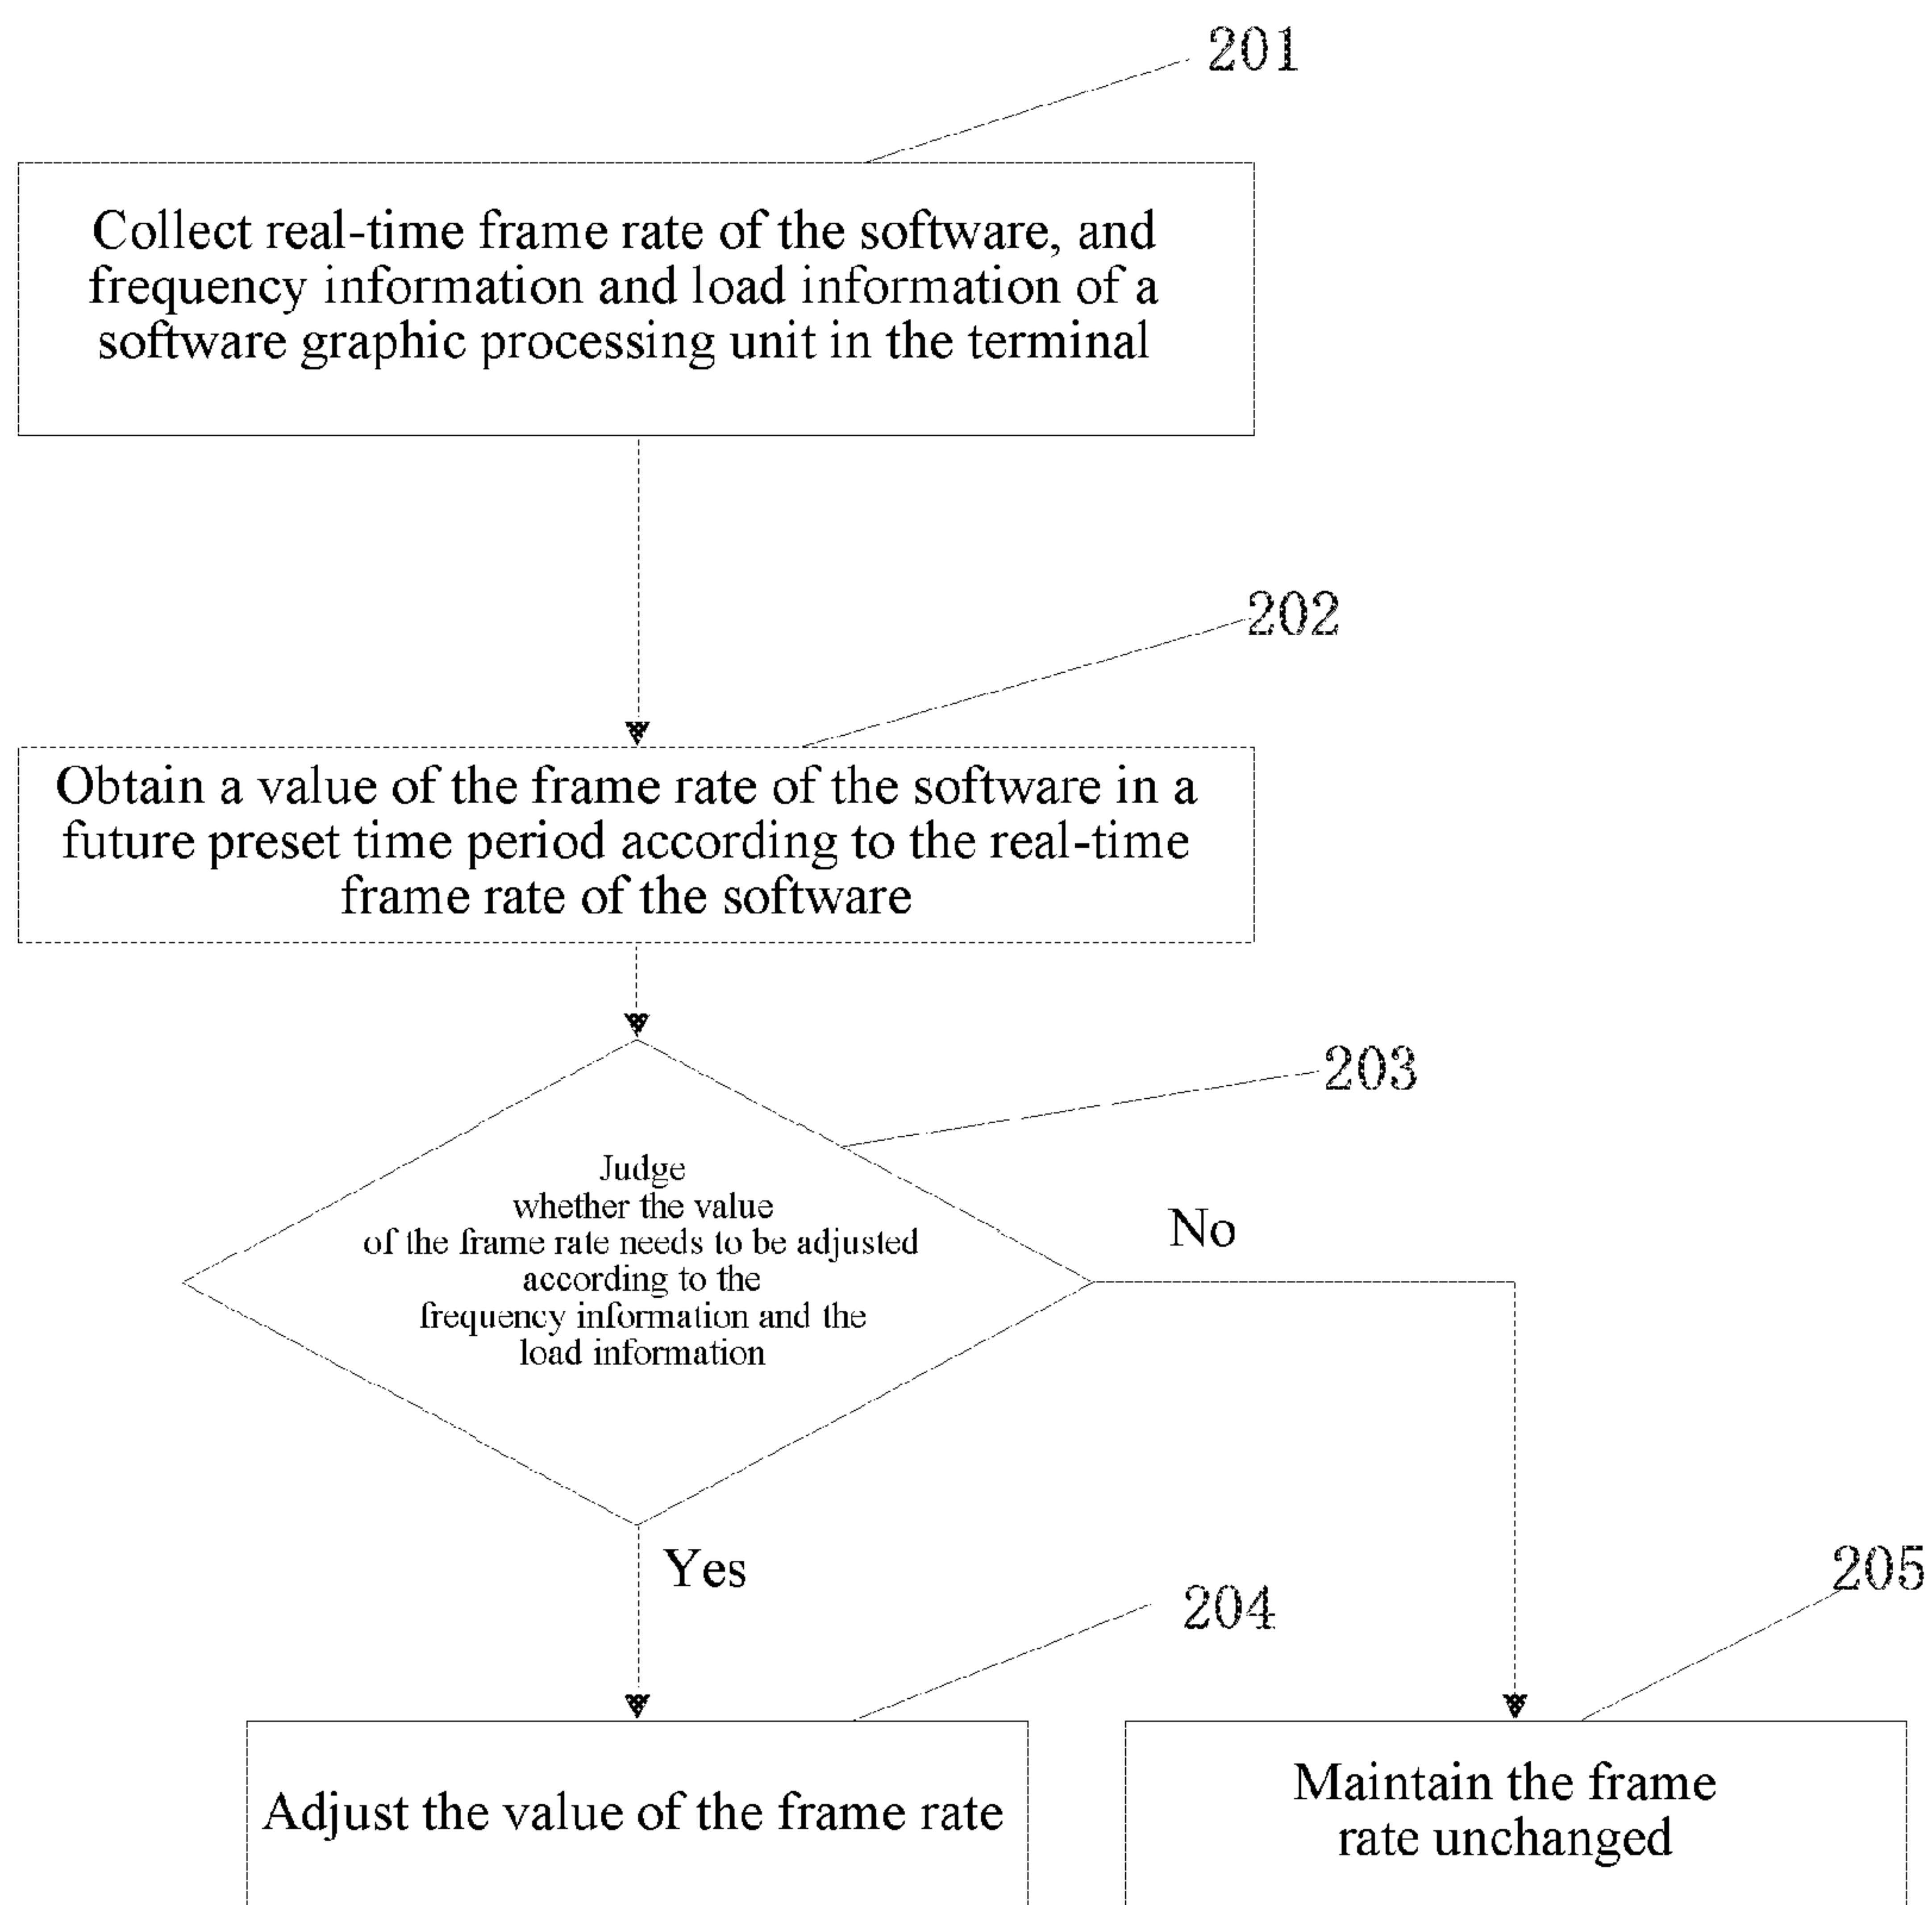 201
Collect real-time frame rate of the software, and
frequency information and load information of a
software graphic processing unit in the terminal
202
Obtain a value of the frame rate of the software in a
future preset time period according to the real-time
frame rate of the software
203
Judge
whether the value
of the frame rate needs to be adjusted
according to the
frequency information and the
load information
No
Yes
204
205
Adjust the value of the frame rate
Maintain the frame
rate unchanged